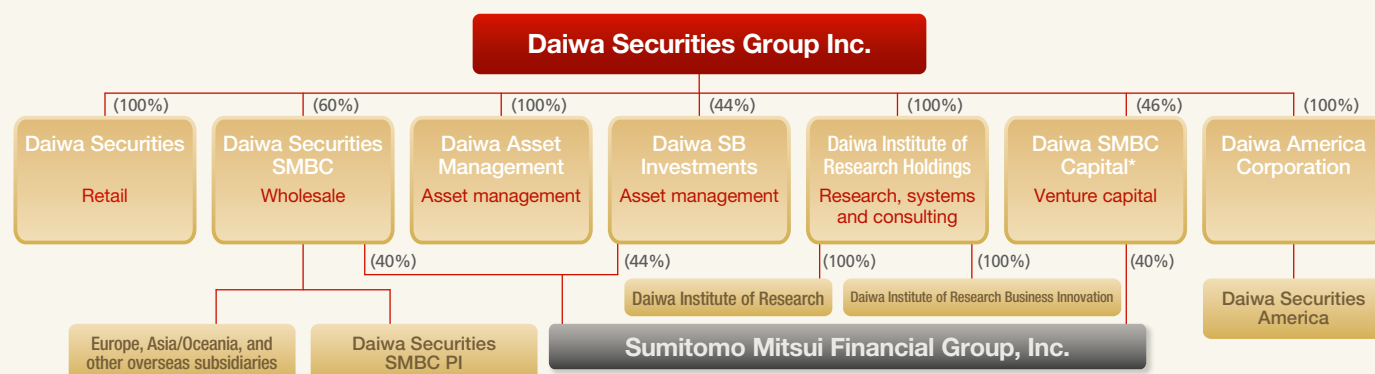 Daiwa Securities Group Inc.
(100%)
(60%)
(100%)
(44%)
(100%)
(46%)
(100%)
Daiwa Securities
Retail
Daiwa Securities
SMBC
Wholesale
Daiwa Asset
Management
Asset management
Daiwa SB
Investments
Asset management
Daiwa Institute of
Research Holdings
Research, systems
and consulting
Daiwa SMBC
Capital*
Venture capital
Daiwa America
Corporation
(40%)
(44%)
(100%)
(100%)
(40%)
Daiwa Institute of Research
Daiwa Institute of Research Business Innovation
Daiwa Securities
America
Europe, Asia/Oceania, and
other overseas subsidiaries
Daiwa Securities
SMBC PI
Sumitomo Mitsui Financial Group, Inc.